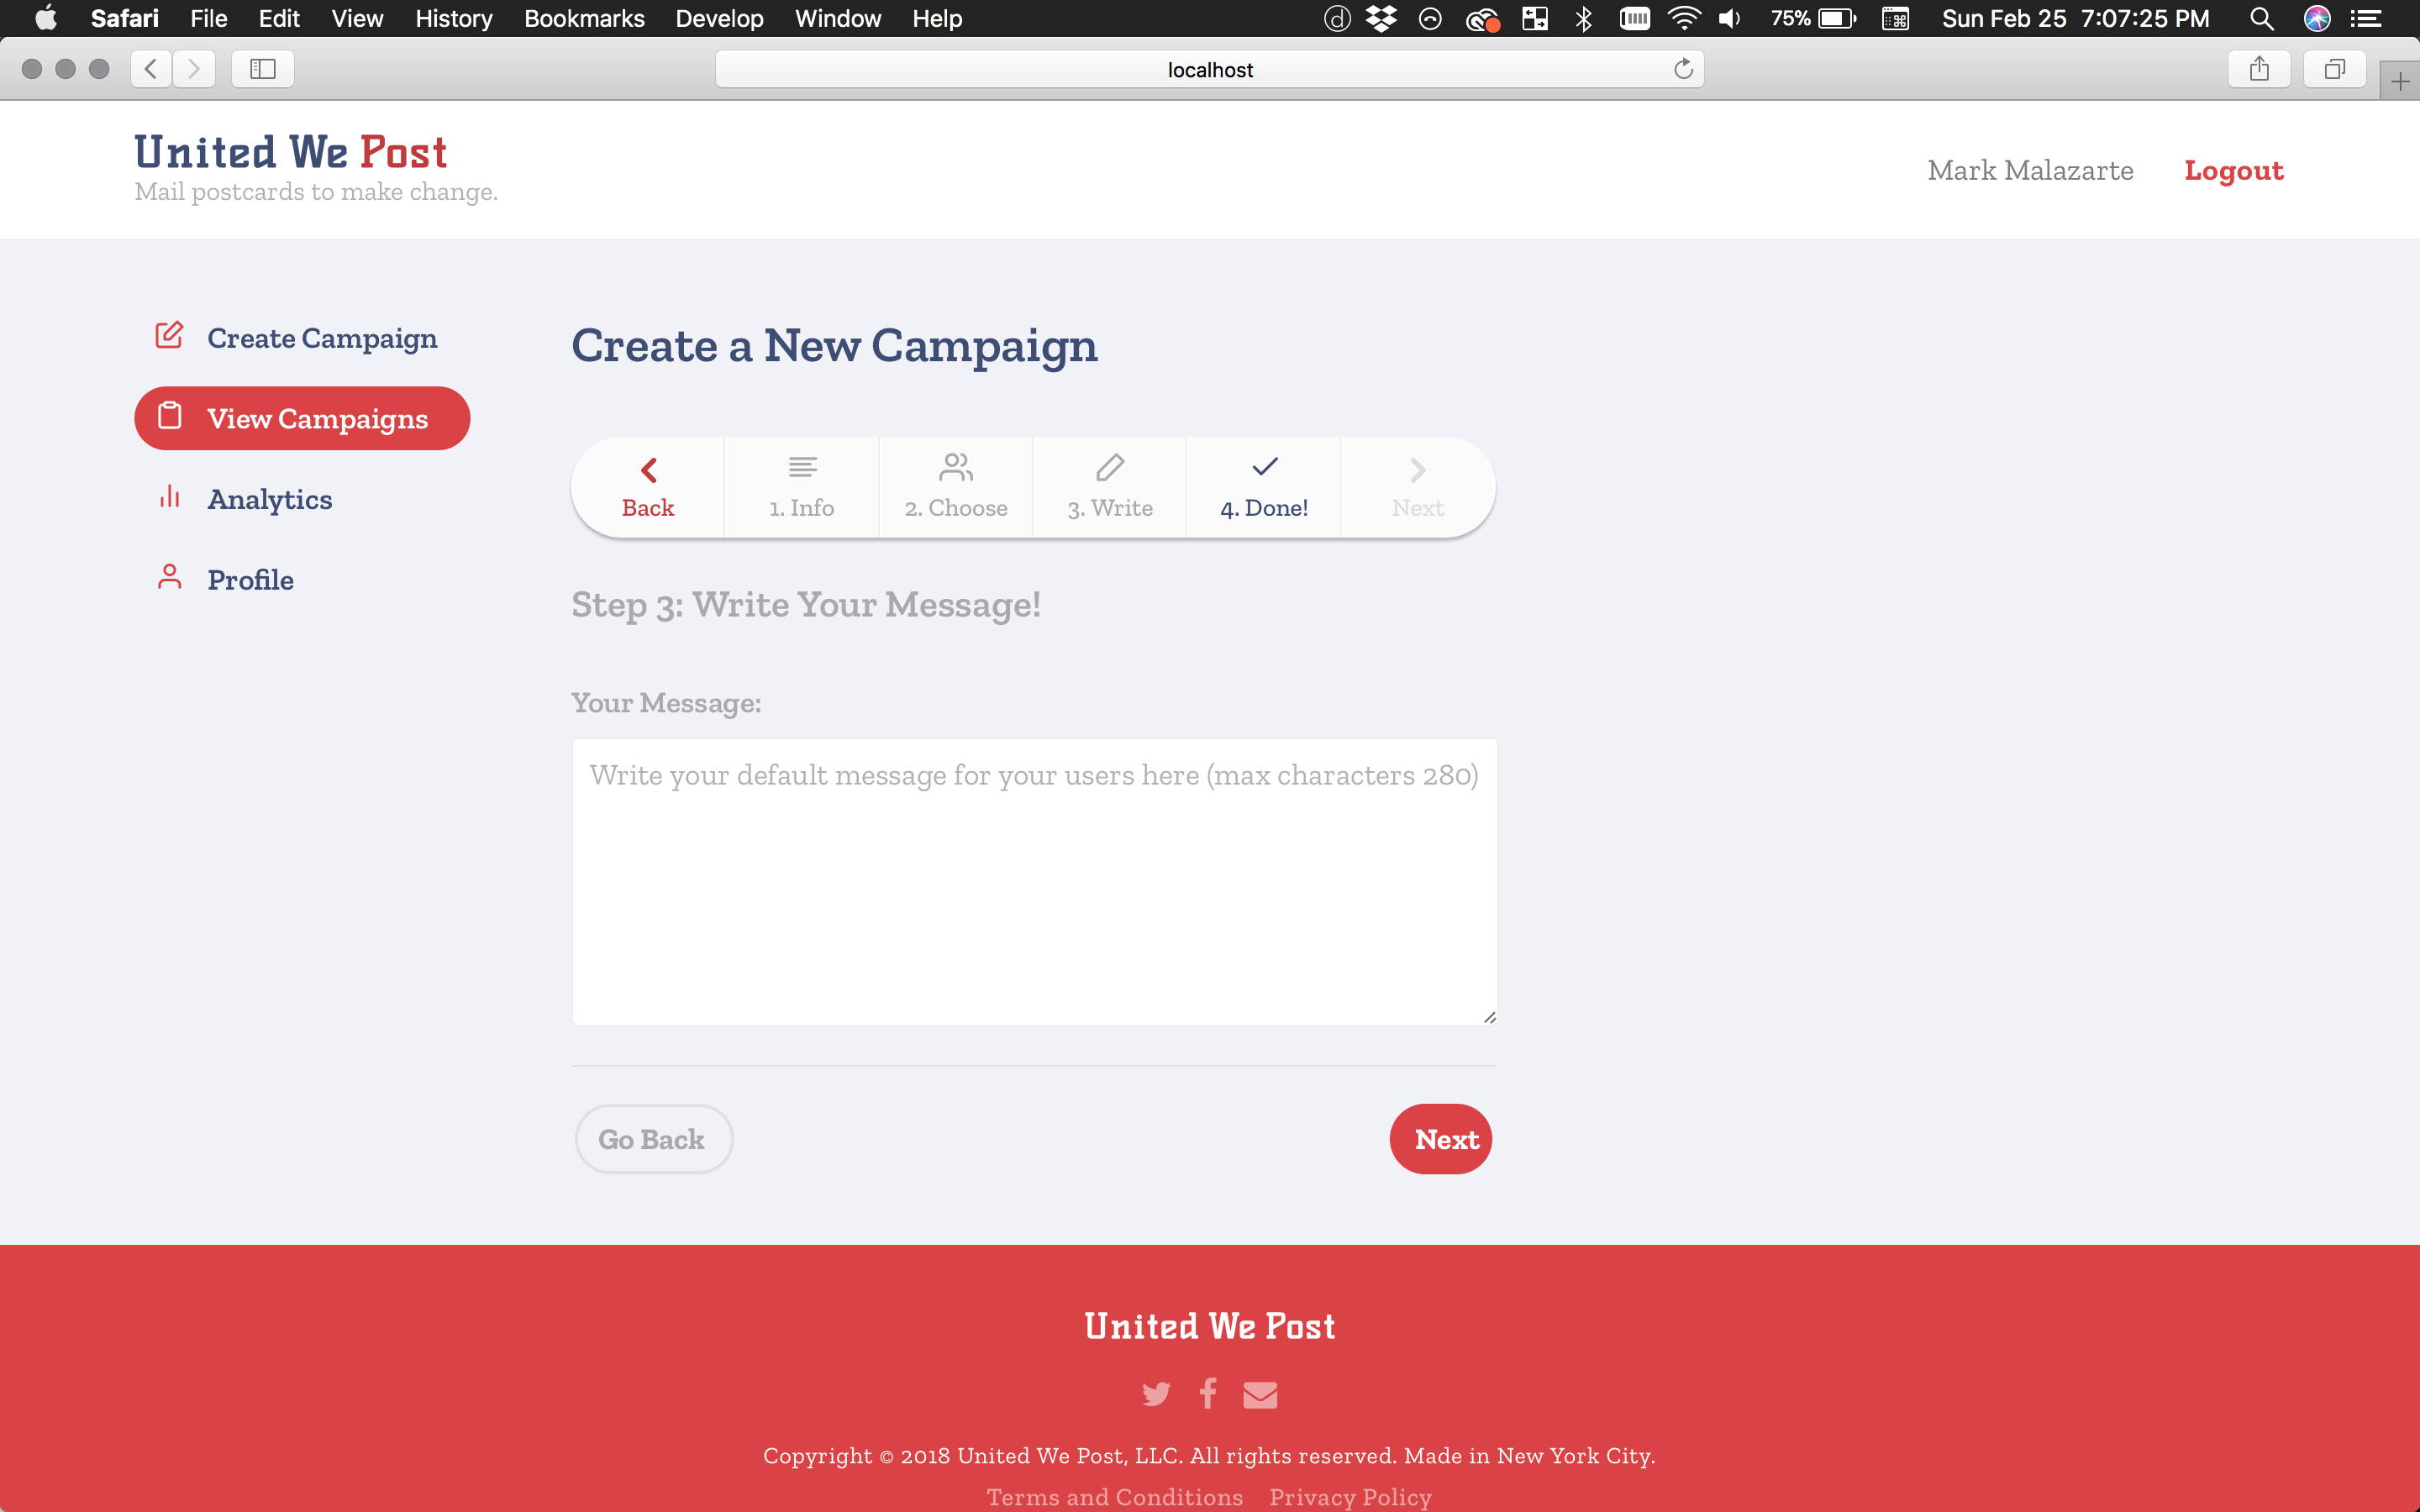 Safari File Edit View History Bookmarks Develop Window Help 75% Sun Feb 25 7:07:25 PM
localhost
United We Post
Mail postcards to make change.
Mark Malazarte Logout
Create Campaign
View Campaigns
Analytics
Profile
Create a New Campaign
Back 1. Info 2. Choose 3. Write 4. Done! Next
Step 3: Write Your Message!
Your Message:
Write your default message for your users here (max characters 280)
Go Back Next
United We Post
Copyright © 2018 United We Post, LLC. All rights reserved. Made in New York City.
Terms and Conditions Privacy Policy